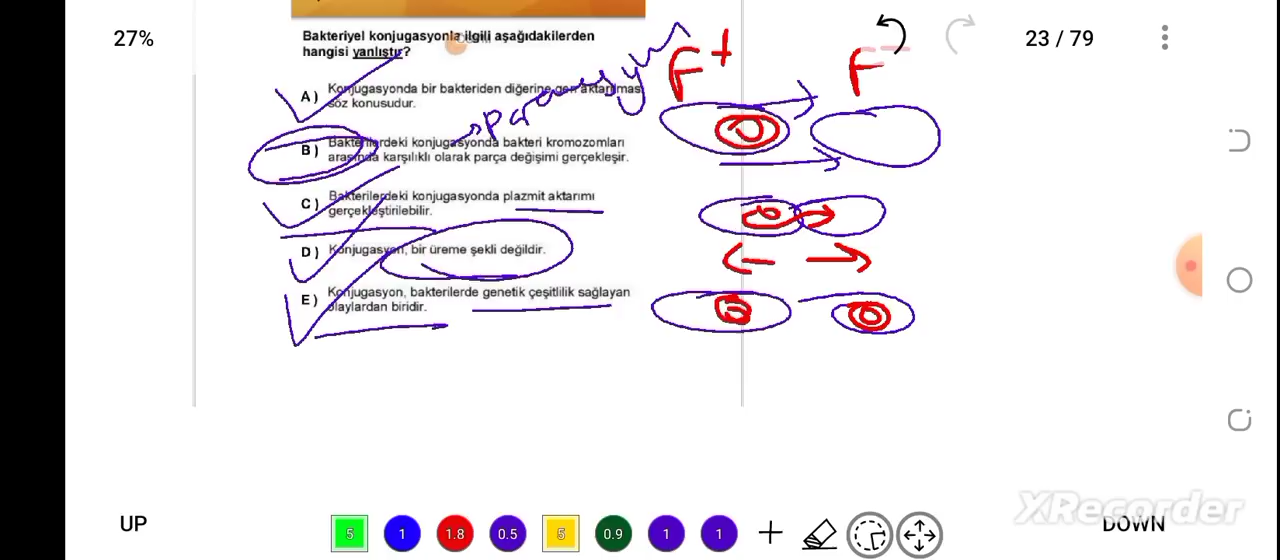 27%
23 / 79
Bakteriyel konjugasyonla ilgili aşağıdakilerden
hangisi yanlıştır?
F+
F-
A) Konjugasyonda bir bakteriden diğerine gen aktarılması
söz konusudur.
paramesyum
B) Bakterilerdeki konjugasyonda bakteri kromozomları
arasında karşılıklı olarak parça değişimi gerçekleşir.
C) Bakterilerdeki konjugasyonda plazmit aktarımı
gerçekleştirilebilir.
D) Konjugasyon, bir üreme şekli değildir.
E) Konjugasyon, bakterilerde genetik çeşitlilik sağlayan
olaylardan biridir.
XRecorder
UP
5 1 1.8 0.5 5 0.9 1 1
DOWN